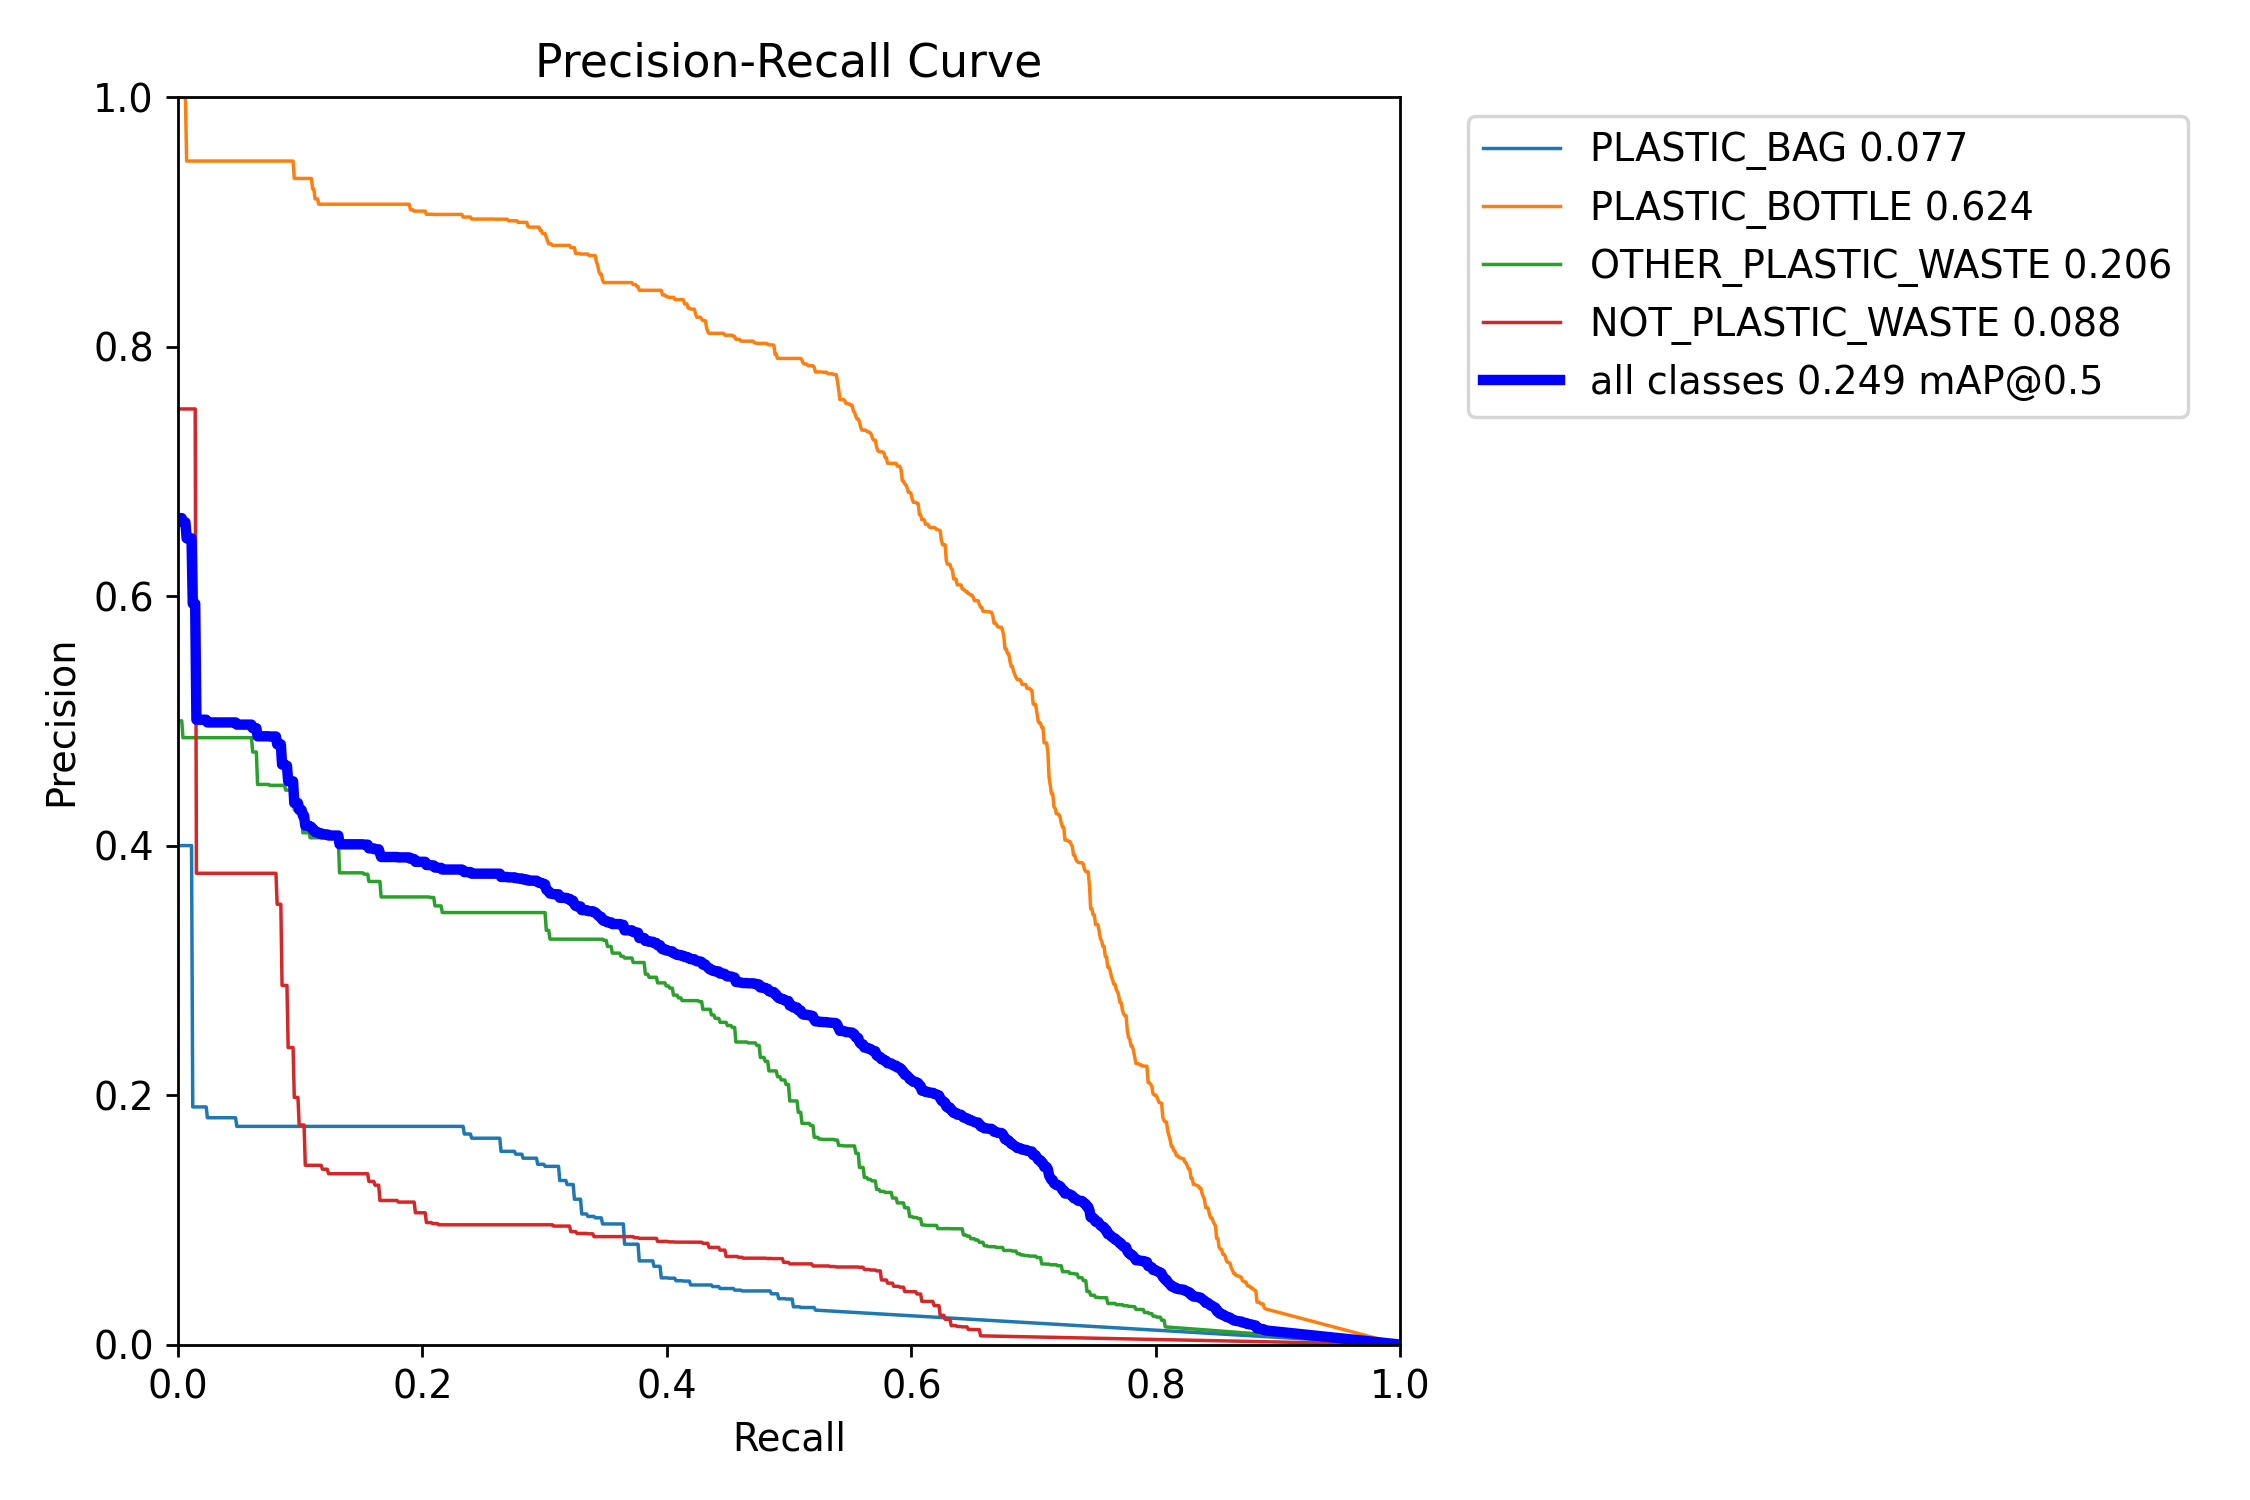 Precision-Recall Curve
1.0
0.8
0.6
0.4
0.2
0.0
Precision
0.0 0.2 0.4 0.6 0.8 1.0
Recall
PLASTIC_BAG 0.077
PLASTIC_BOTTLE 0.624
OTHER_PLASTIC_WASTE 0.206
NOT_PLASTIC_WASTE 0.088
all classes 0.249 mAP@0.5